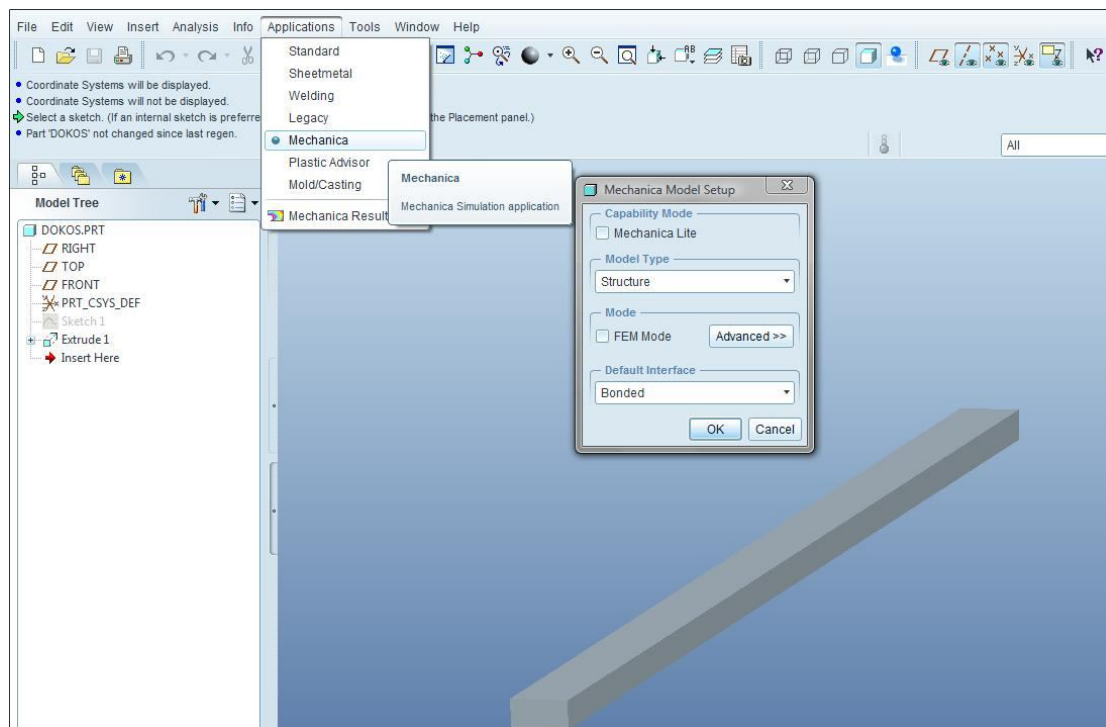 File Edit View Insert Analysis Info Applications Tools Window Help
Standard
Sheetmetal
Welding
Legacy
Mechanica
Plastic Advisor
Mold/Casting
Mechanica Result
Mechanica
Mechanica Simulation application
Coordinate Systems will be displayed.
Coordinate Systems will not be displayed.
Select a sketch. (If an internal sketch is preferre the Placement panel.)
Part 'DOKOS' not changed since last regen.
All
Model Tree
DOKOS.PRT
RIGHT
TOP
FRONT
PRT_CSYS_DEF
Sketch 1
Extrude 1
Insert Here
Mechanica Model Setup
Capability Mode
Mechanica Lite
Model Type
Structure
Mode
FEM Mode Advanced >>
Default Interface
Bonded
OK Cancel